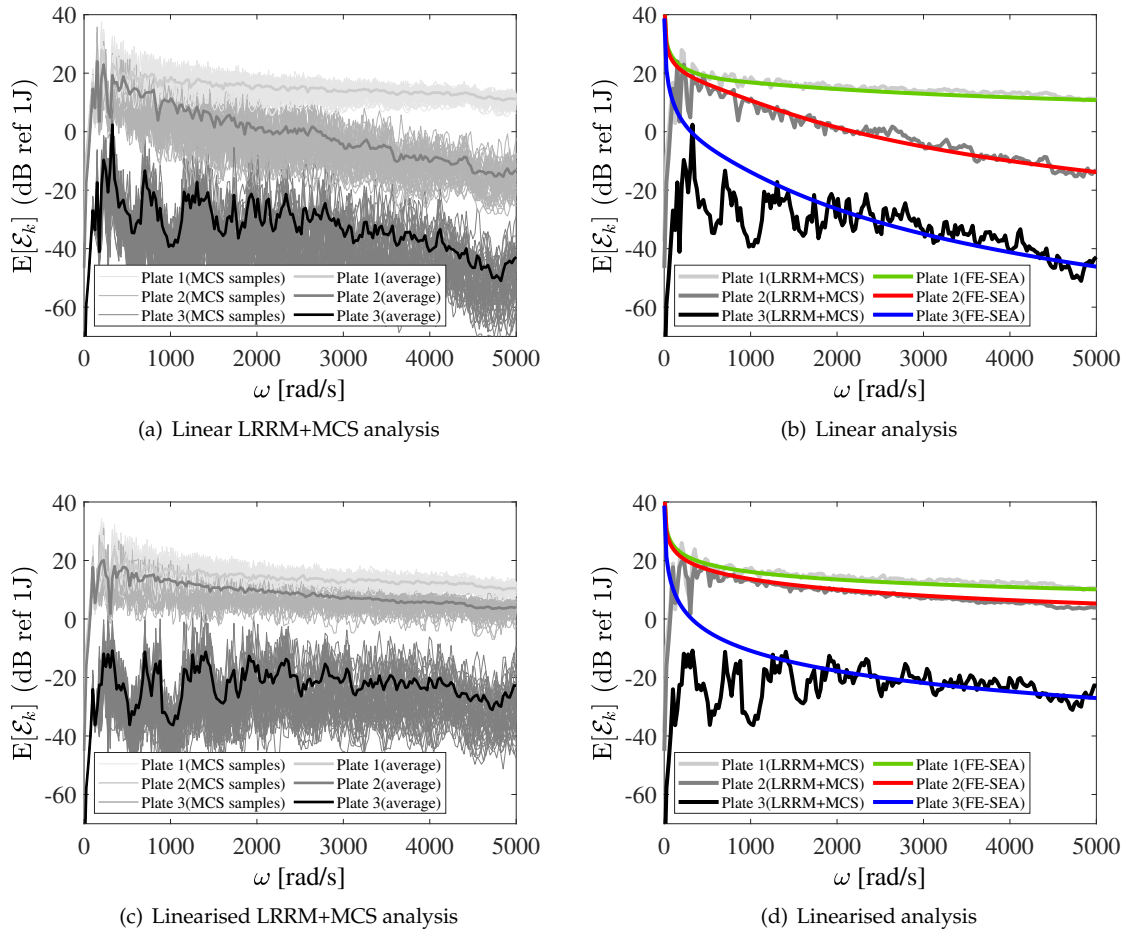 40
20
0
-20
-40
-60
E[ℰₖ] (dB ref 1J)
Plate 1(MCS samples) Plate 1(average)
Plate 2(MCS samples) Plate 2(average)
Plate 3(MCS samples) Plate 3(average)
0 1000 2000 3000 4000 5000
ω [rad/s]
(a) Linear LRRM+MCS analysis
40
20
0
-20
-40
-60
E[ℰₖ] (dB ref 1J)
Plate 1(LRRM+MCS) Plate 1(FE-SEA)
Plate 2(LRRM+MCS) Plate 2(FE-SEA)
Plate 3(LRRM+MCS) Plate 3(FE-SEA)
0 1000 2000 3000 4000 5000
ω [rad/s]
(b) Linear analysis
40
20
0
-20
-40
-60
E[ℰₖ] (dB ref 1J)
Plate 1(MCS samples) Plate 1(average)
Plate 2(MCS samples) Plate 2(average)
Plate 3(MCS samples) Plate 3(average)
0 1000 2000 3000 4000 5000
ω [rad/s]
(c) Linearised LRRM+MCS analysis
40
20
0
-20
-40
-60
E[ℰₖ] (dB ref 1J)
Plate 1(LRRM+MCS) Plate 1(FE-SEA)
Plate 2(LRRM+MCS) Plate 2(FE-SEA)
Plate 3(LRRM+MCS) Plate 3(FE-SEA)
0 1000 2000 3000 4000 5000
ω [rad/s]
(d) Linearised analysis